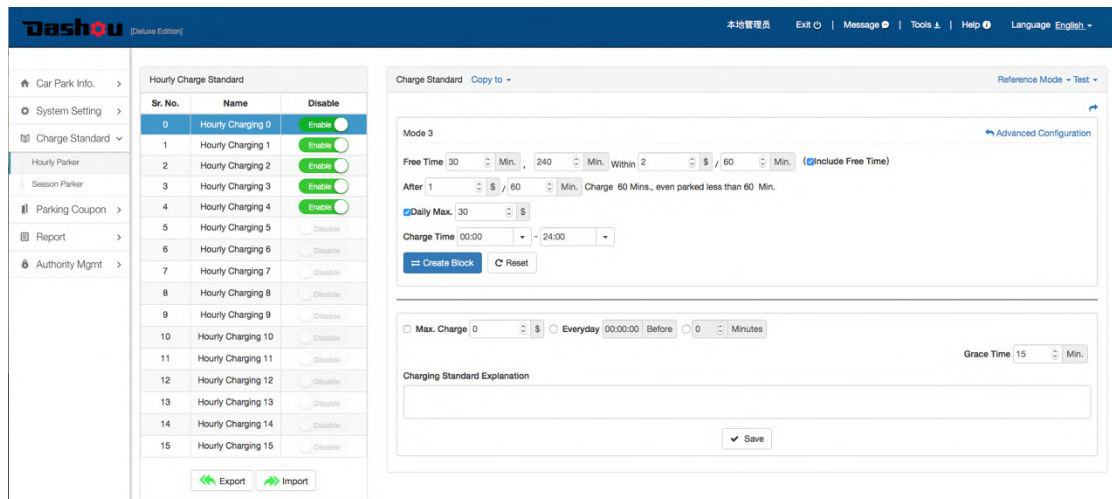 Dashou [Deluxe Edition] 本地管理员 Exit | Message | Tools | Help Language English
Car Park Info.
System Setting
Charge Standard
Hourly Parker
Season Parker
Parking Coupon
Report
Authority Mgmt
Hourly Charge Standard
Sr. No. Name Disable
0 Hourly Charging 0 Enable
1 Hourly Charging 1 Enable
2 Hourly Charging 2 Enable
3 Hourly Charging 3 Enable
4 Hourly Charging 4 Enable
5 Hourly Charging 5 Disable
6 Hourly Charging 6 Disable
7 Hourly Charging 7 Disable
8 Hourly Charging 8 Disable
9 Hourly Charging 9 Disable
10 Hourly Charging 10 Disable
11 Hourly Charging 11 Disable
12 Hourly Charging 12 Disable
13 Hourly Charging 13 Disable
14 Hourly Charging 14 Disable
15 Hourly Charging 15 Disable
Export Import
Charge Standard Copy to Reference Mode Test
Mode 3 Advanced Configuration
Free Time 30 Min. , 240 Min. Within 2 $ / 60 Min. (Include Free Time)
After 1 $ / 60 Min. Charge 60 Mins., even parked less than 60 Min.
Daily Max. 30 $
Charge Time 00:00 - 24:00
Create Block Reset
Max. Charge 0 $ Everyday 00:00:00 Before 0 Minutes
Grace Time 15 Min.
Charging Standard Explanation
Save